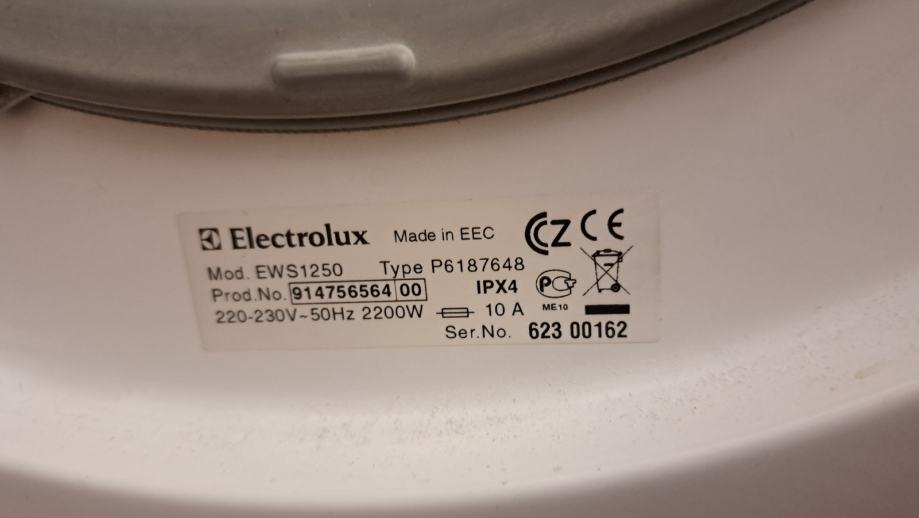 Electrolux Made in EEC CZ CE
Mod. EWS1250 Type P6187648
Prod.No. 914756564 00 IPX4 PC
220-230V~50Hz 2200W 10 A ME10
Ser.No. 623 00162